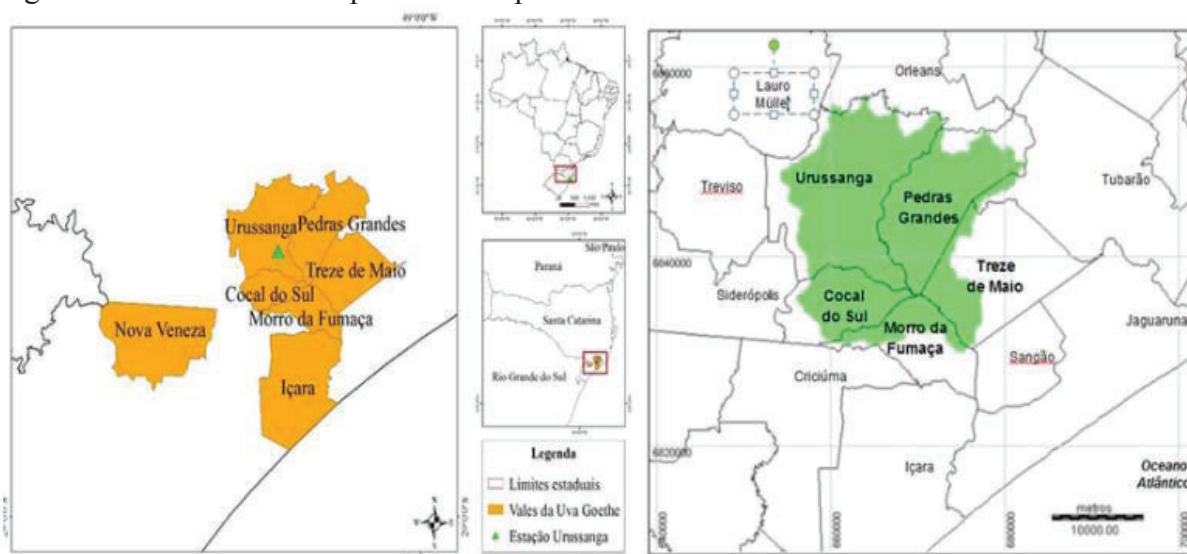 Urussanga
Pedras Grandes
Treze de Maio
Cocal do Sul
Morro da Fumaça
Nova Veneza
Içara
São Paulo
Paraná
Santa Catarina
Rio Grande do Sul
Legenda
Limites estaduais
Vales da Uva Goethe
Estação Urussanga
Orleans
Lauro
Müller
Treviso
Urussanga
Pedras
Grandes
Tubarão
6840000
Treze
de Maio
Siderópolis
Cocal
do Sul
Morro da
Fumaça
Jaguaruna
Sangão
Criciúma
6820000
Içara
Oceano
Atlântico
metros
10000.00